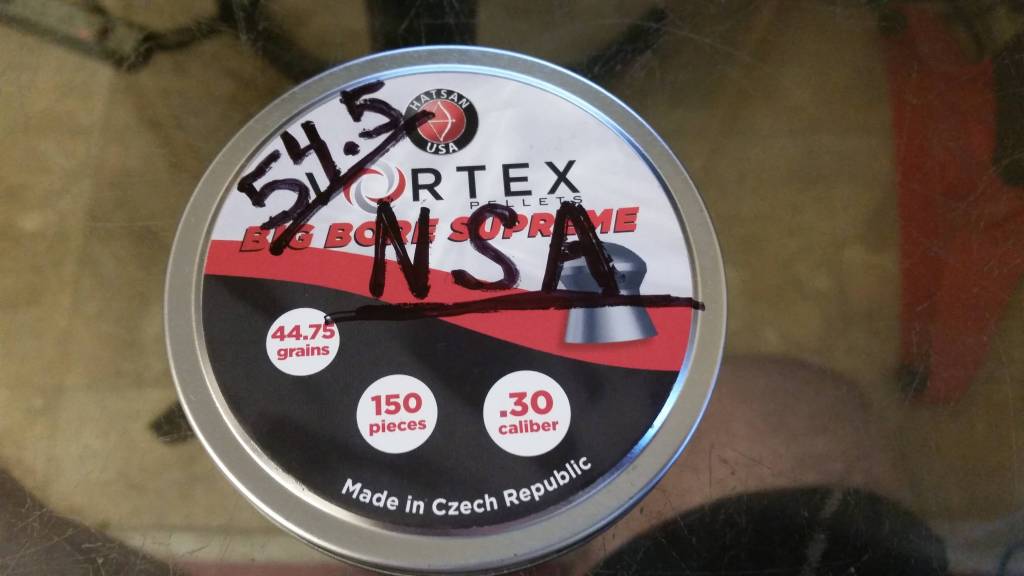 HATSAN
USA
54.5
VORTEX
PELLETS
BIG BORE SUPREME
NSA
44.75
grains
150
pieces
.30
caliber
Made in Czech Republic